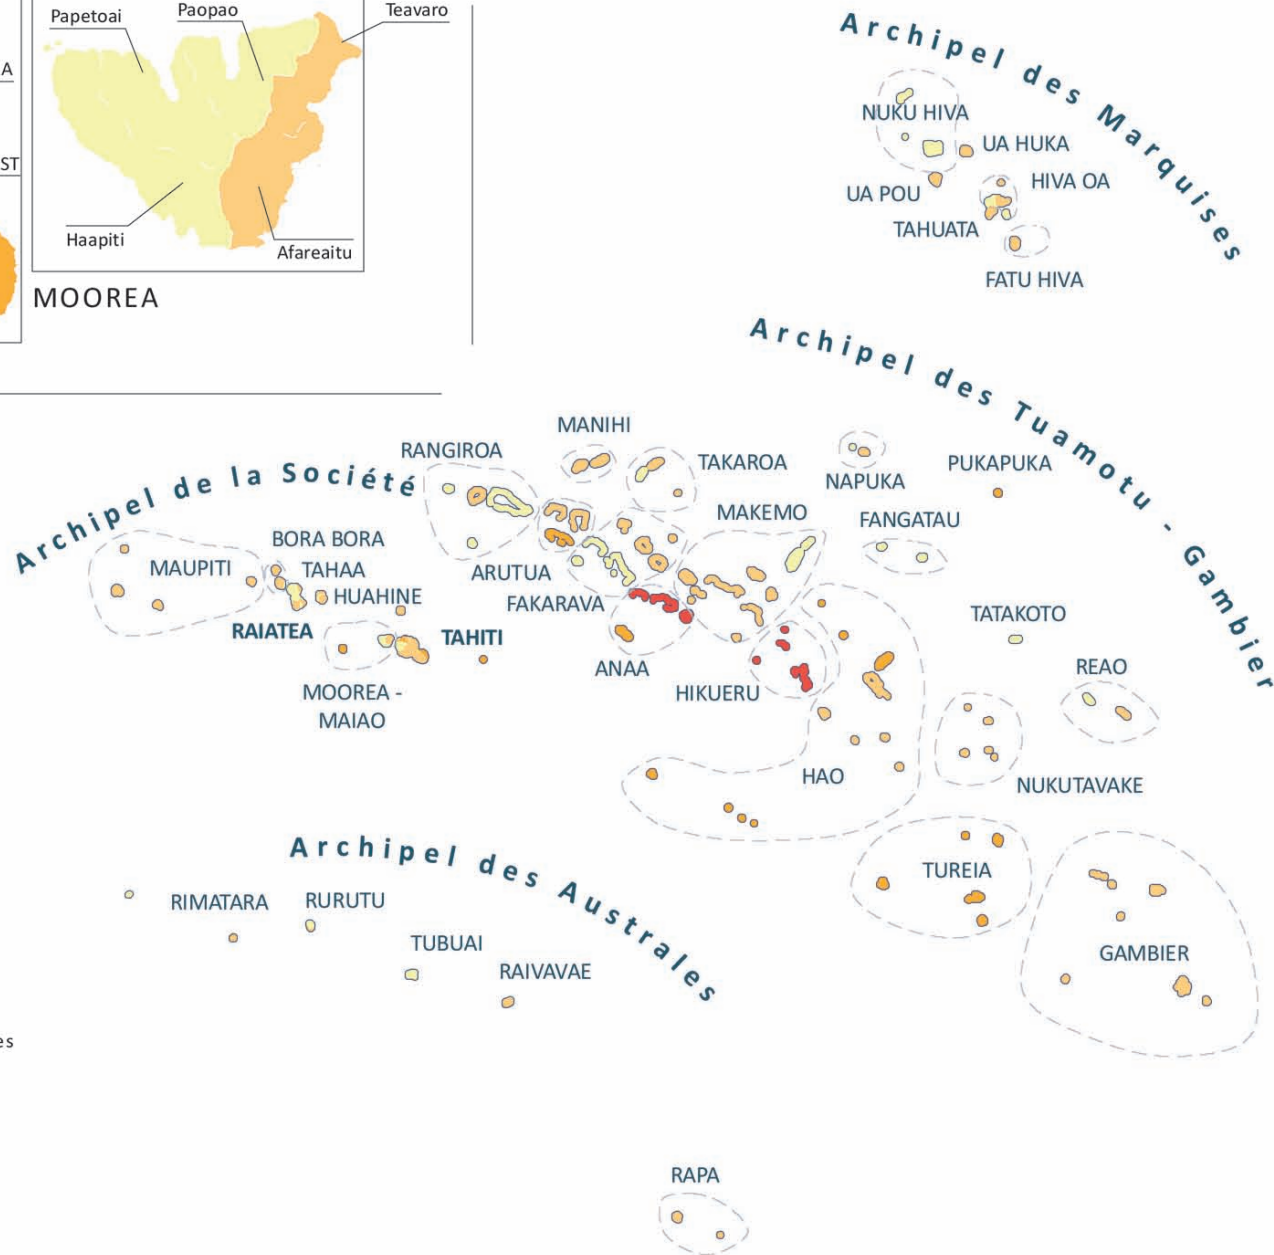 Papetoai
Paopao
Teavaro
A
ST
Haapiti
Afareaitu
MOOREA
Archipel des Marquises
NUKU HIVA
UA HUKA
UA POU
HIVA OA
TAHUATA
FATU HIVA
Archipel des Tuamotu - Gambier
MANIHI
RANGIROA
TAKAROA
NAPUKA
PUKAPUKA
Archipel de la Société
MAKEMO
FANGATAU
BORA BORA
MAUPITI
TAHAA
ARUTUA
HUAHINE
FAKARAVA
TATAKOTO
RAIATEA
TAHITI
ANAA
REAO
HIKUERU
MOOREA -
MAIAO
HAO
NUKUTAVAKE
Archipel des Australes
TUREIA
RIMATARA
RURUTU
TUBUAI
RAIVAVAE
GAMBIER
es
RAPA